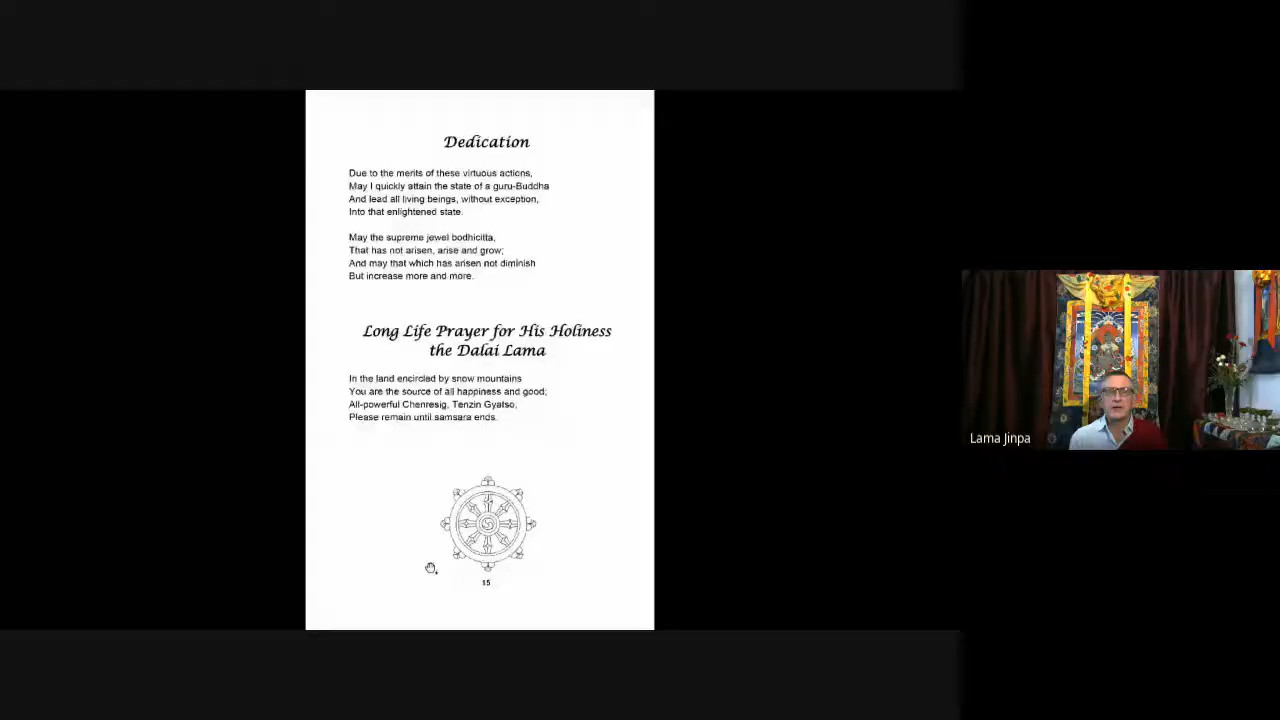 Dedication
Due to the merits of these virtuous actions,
May I quickly attain the state of a guru-Buddha
And lead all living beings, without exception,
Into that enlightened state.
May the supreme jewel bodhicitta,
That has not arisen, arise and grow;
And may that which has arisen not diminish
But increase more and more.
Long Life Prayer for His Holiness
the Dalai Lama
In the land encircled by snow mountains
You are the source of all happiness and good;
All-powerful Chenresig, Tenzin Gyatso,
Please remain until samsara ends.
15
Lama Jinpa